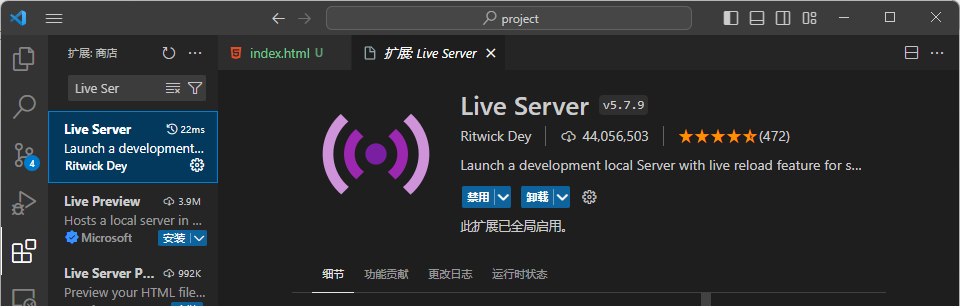 project
扩展: 商店
index.html U
扩展: Live Server
Live Ser
Live Server 22ms
Launch a development...
Ritwick Dey
4
Live Preview 3.9M
Hosts a local server in ...
Microsoft 安装
Live Server P... 992K
Preview your HTML file...
Live Server v5.7.9
Ritwick Dey 44,056,503 (472)
Launch a development local Server with live reload feature for s...
禁用 卸载
此扩展已全局启用。
细节 功能贡献 更改日志 运行时状态